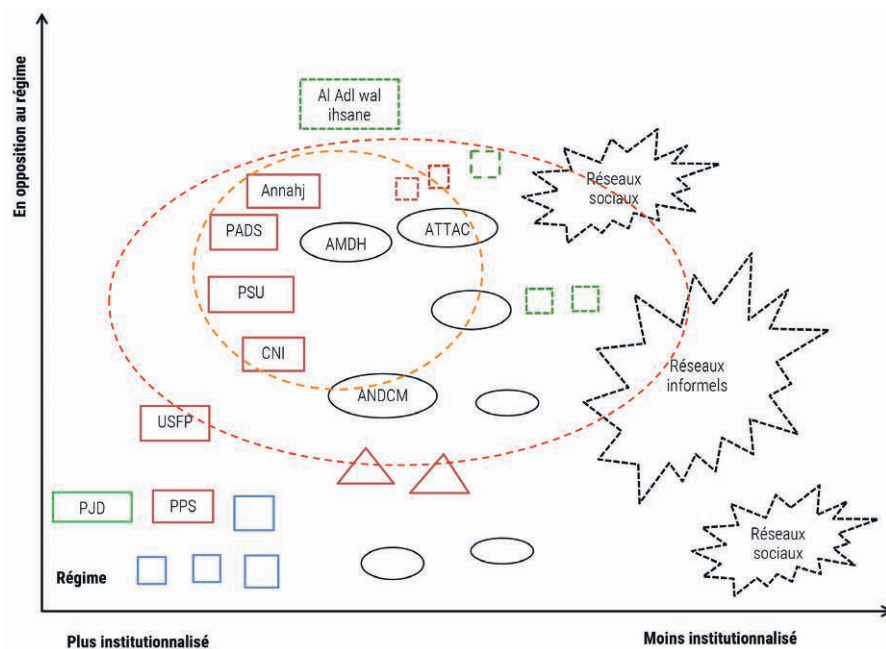 En opposition au régime
Al Adl wal
ihsane
Annahj
PADS
AMDH
ATTAC
Réseaux
sociaux
PSU
CNI
ANDCM
Réseaux
informels
USFP
PJD
PPS
Réseaux
sociaux
Régime
Plus institutionnalisé
Moins institutionnalisé